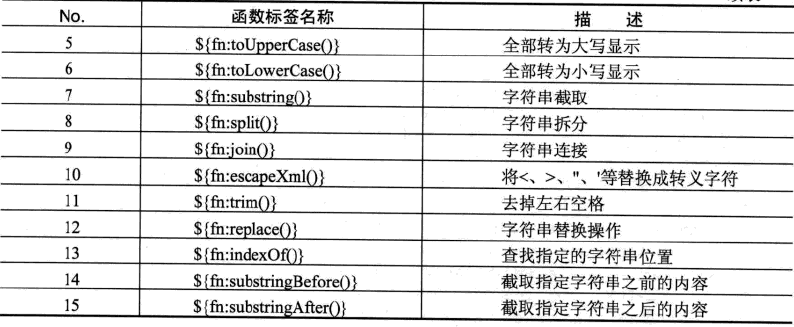 No. 函数标签名称 描 述
5 ${fn:toUpperCase()} 全部转为大写显示
6 ${fn:toLowerCase()} 全部转为小写显示
7 ${fn:substring()} 字符串截取
8 ${fn:split()} 字符串拆分
9 ${fn:join()} 字符串连接
10 ${fn:escapeXml()} 将<、>、"、'等替换成转义字符
11 ${fn:trim()} 去掉左右空格
12 ${fn:replace()} 字符串替换操作
13 ${fn:indexOf()} 查找指定的字符串位置
14 ${fn:substringBefore()} 截取指定字符串之前的内容
15 ${fn:substringAfter()} 截取指定字符串之后的内容